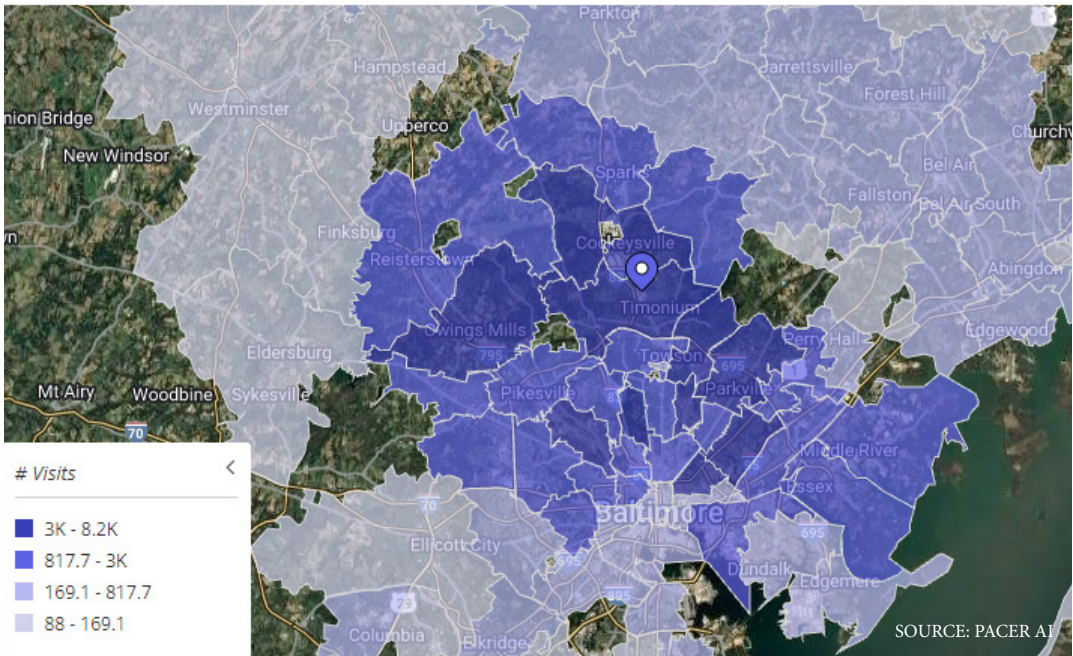 Parkton
1
Hampstead
Jarrettsville
Westminster
Forest Hill
nion Bridge
Upperco
Churchv
New Windsor
Bel Air
Sparks
Fallston
Bel Air South
Finksburg
wn
Cockeysville
Reisterstown
Abingdon
Timonium
Owings Mills
Edgewood
795
Perry Hall
Eldersburg
Towson
695
Mt Airy
Woodbine
Sykesville
Pikesville
Parkville
1
70
Middle River
# Visits
Essex
70
Baltimore
3K - 8.2K
695
817.7 - 3K
Ellicott City
695
Dundalk
Edgemere
169.1 - 817.7
895
29
88 - 169.1
Columbia
Elkridge
SOURCE: PACER AI